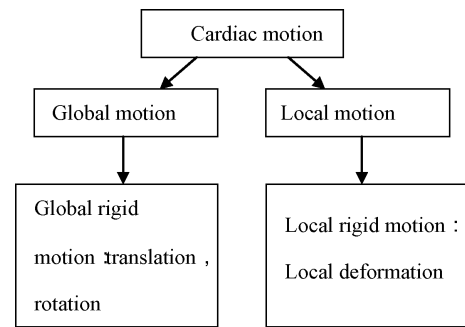 Cardiac motion
Global motion
Local motion
Global rigid
motion:translation,
rotation
Local rigid motion:
Local deformation